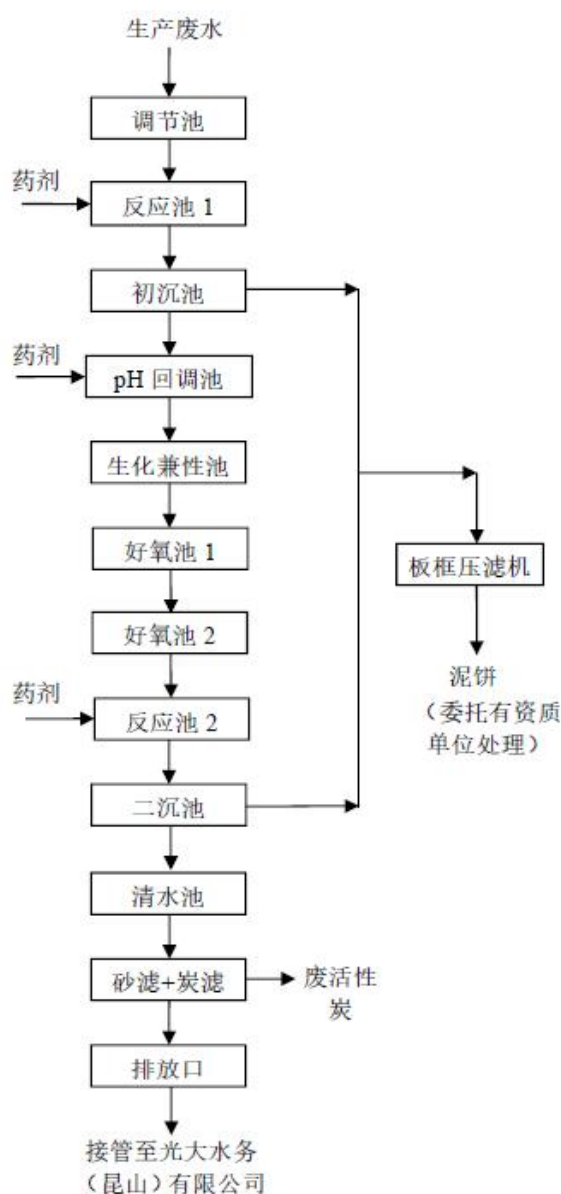 生产废水
调节池
药剂
反应池 1
初沉池
药剂
pH 回调池
生化兼性池
好氧池 1
板框压滤机
好氧池 2
泥饼
（委托有资质
单位处理）
药剂
反应池 2
二沉池
清水池
砂滤+炭滤
废活性
炭
排放口
接管至光大水务
（昆山）有限公司